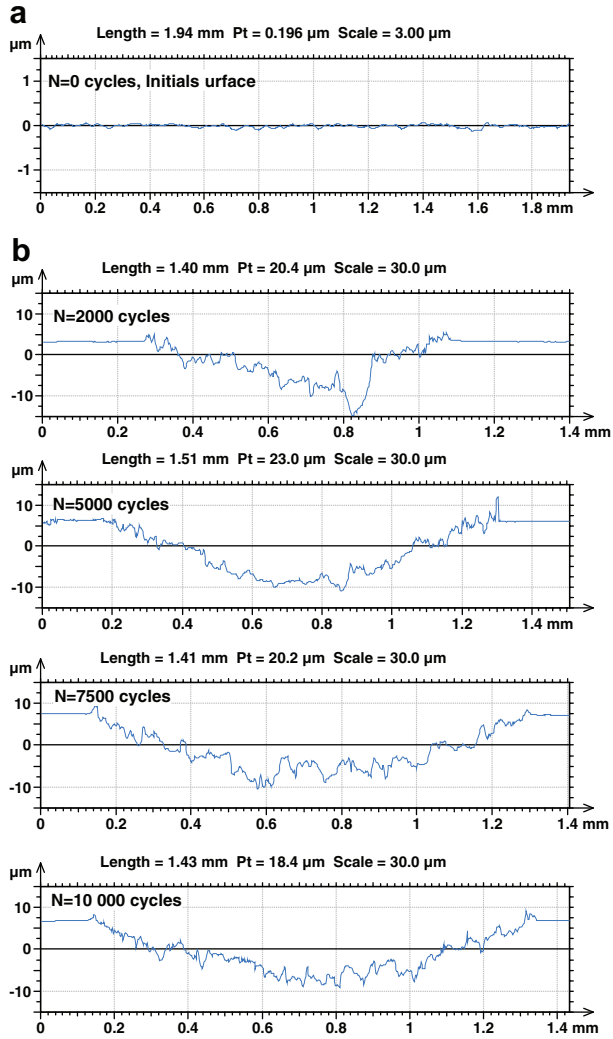 a
Length = 1.94 mm Pt = 0.196 µm Scale = 3.00 µm
µm
N=0 cycles, Initials urface
1
0
-1
0 0.2 0.4 0.6 0.8 1 1.2 1.4 1.6 1.8 mm
b
Length = 1.40 mm Pt = 20.4 µm Scale = 30.0 µm
µm
N=2000 cycles
10
0
-10
0 0.2 0.4 0.6 0.8 1 1.2 1.4 mm
Length = 1.51 mm Pt = 23.0 µm Scale = 30.0 µm
µm
N=5000 cycles
10
0
-10
0 0.2 0.4 0.6 0.8 1 1.2 1.4 mm
Length = 1.41 mm Pt = 20.2 µm Scale = 30.0 µm
µm
N=7500 cycles
10
0
-10
0 0.2 0.4 0.6 0.8 1 1.2 1.4 mm
Length = 1.43 mm Pt = 18.4 µm Scale = 30.0 µm
µm
N=10 000 cycles
10
0
-10
0 0.2 0.4 0.6 0.8 1 1.2 1.4 mm